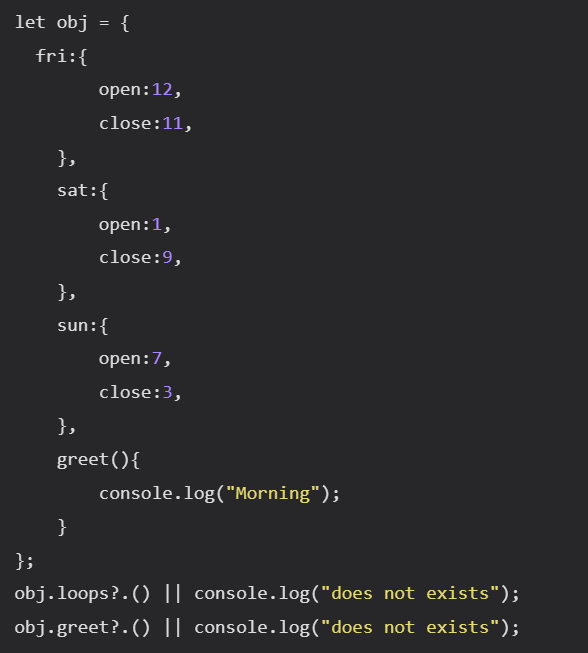 let obj = {
  fri:{
        open:12,
        close:11,
    },
    sat:{
        open:1,
        close:9,
    },
    sun:{
        open:7,
        close:3,
    },
    greet(){
        console.log("Morning");
    }
};
obj.loops?.() || console.log("does not exists");
obj.greet?.() || console.log("does not exists");